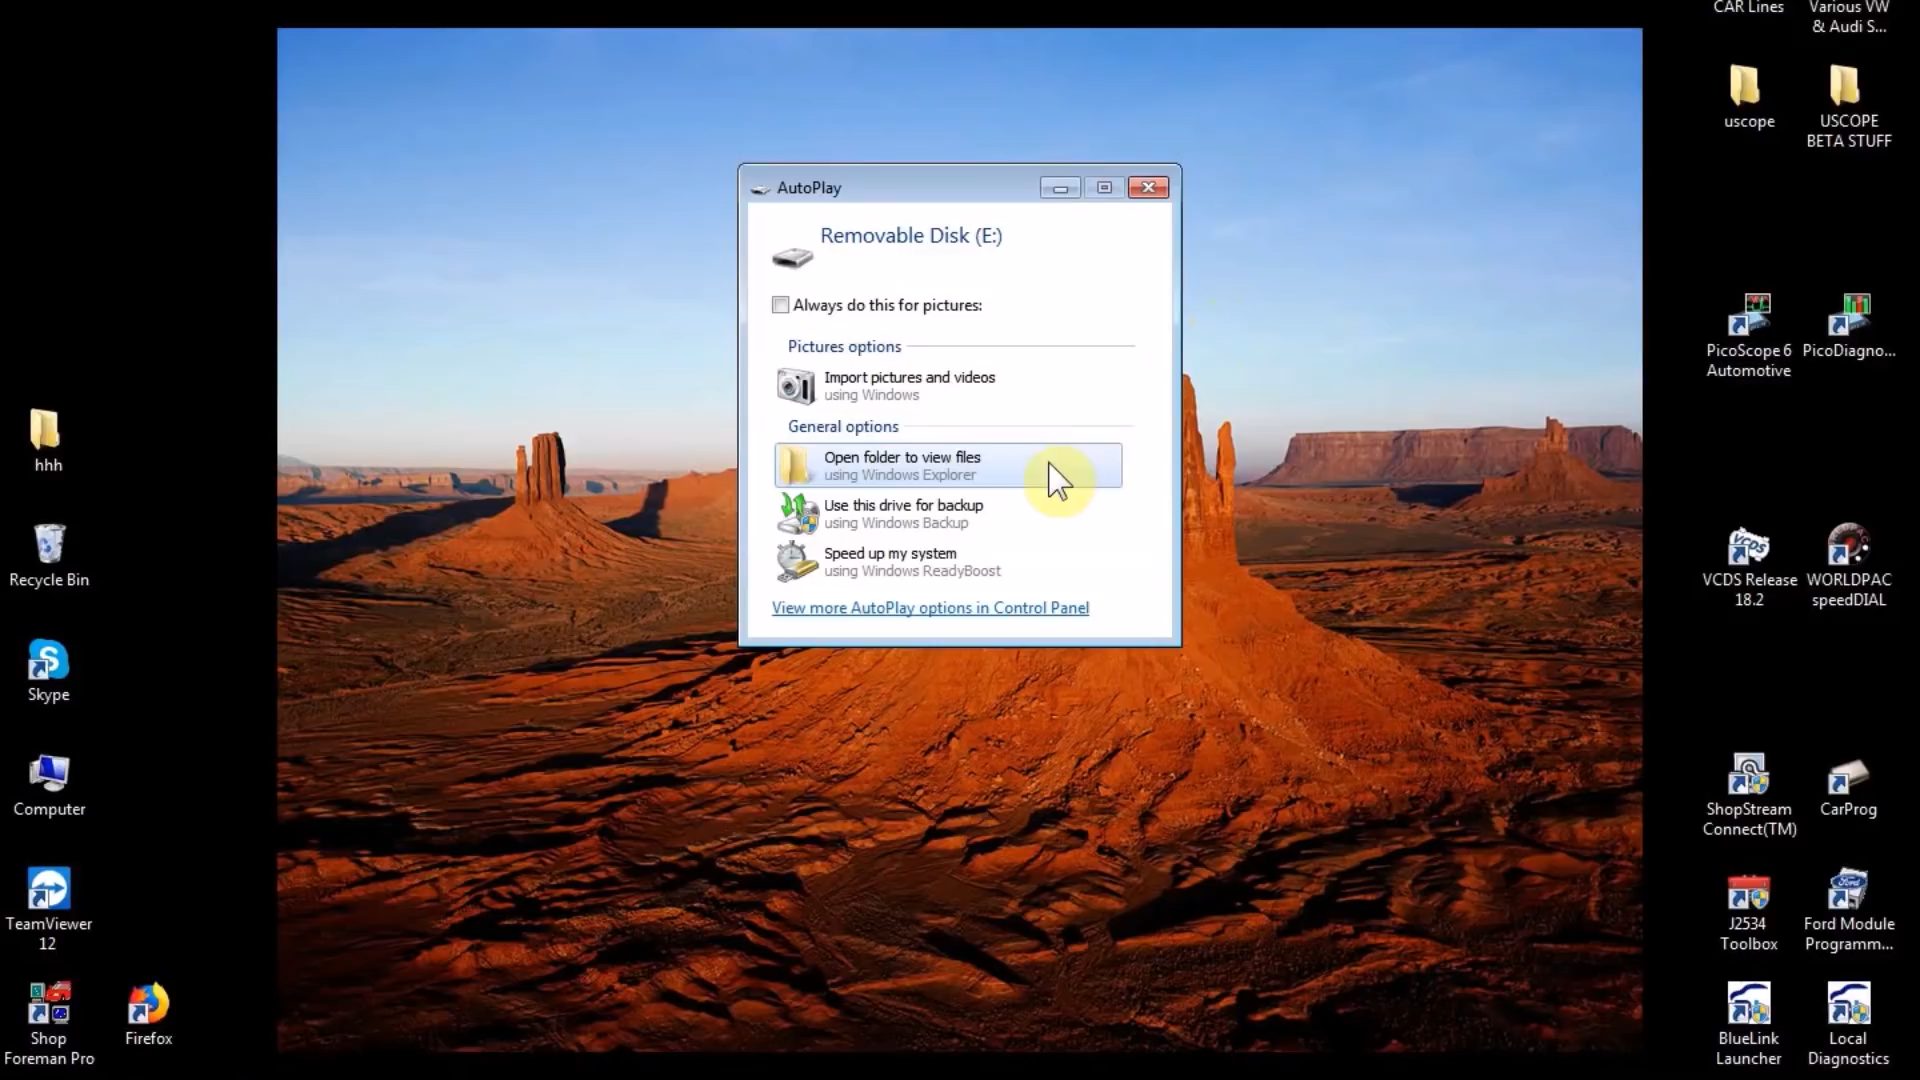 CAR Lines
Various VW
& Audi S...
uscope
USCOPE
BETA STUFF
AutoPlay
Removable Disk (E:)
Always do this for pictures:
Pictures options
Import pictures and videos
using Windows
General options
Open folder to view files
using Windows Explorer
Use this drive for backup
using Windows Backup
Speed up my system
using Windows ReadyBoost
View more AutoPlay options in Control Panel
PicoScope 6
Automotive
PicoDiagno...
hhh
Recycle Bin
Skype
Computer
TeamViewer
12
Shop
Foreman Pro
Firefox
VCDS
VCDS Release
18.2
WORLDPAC
speedDIAL
ShopStream
Connect(TM)
CarProg
J2534
Toolbox
Ford
Ford Module
Programm...
BlueLink
Launcher
Local
Diagnostics